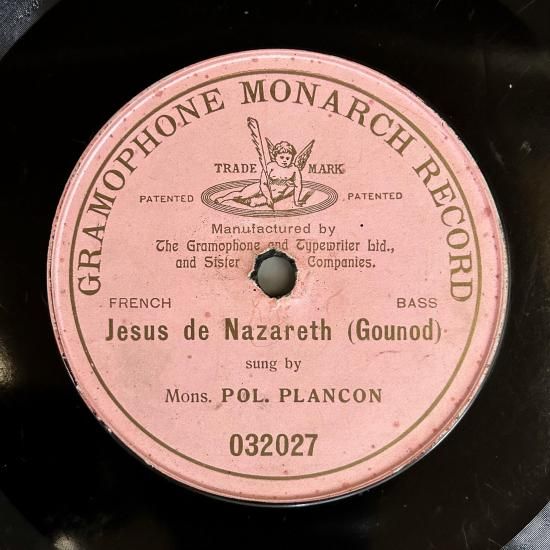 GRAMOPHONE MONARCH RECORD
TRADE MARK
PATENTED PATENTED
Manufactured by
The Gramophone and Typewriter Ltd.,
and Sister Companies.
FRENCH BASS
Jesus de Nazareth (Gounod)
sung by
Mons. POL. PLANCON
032027